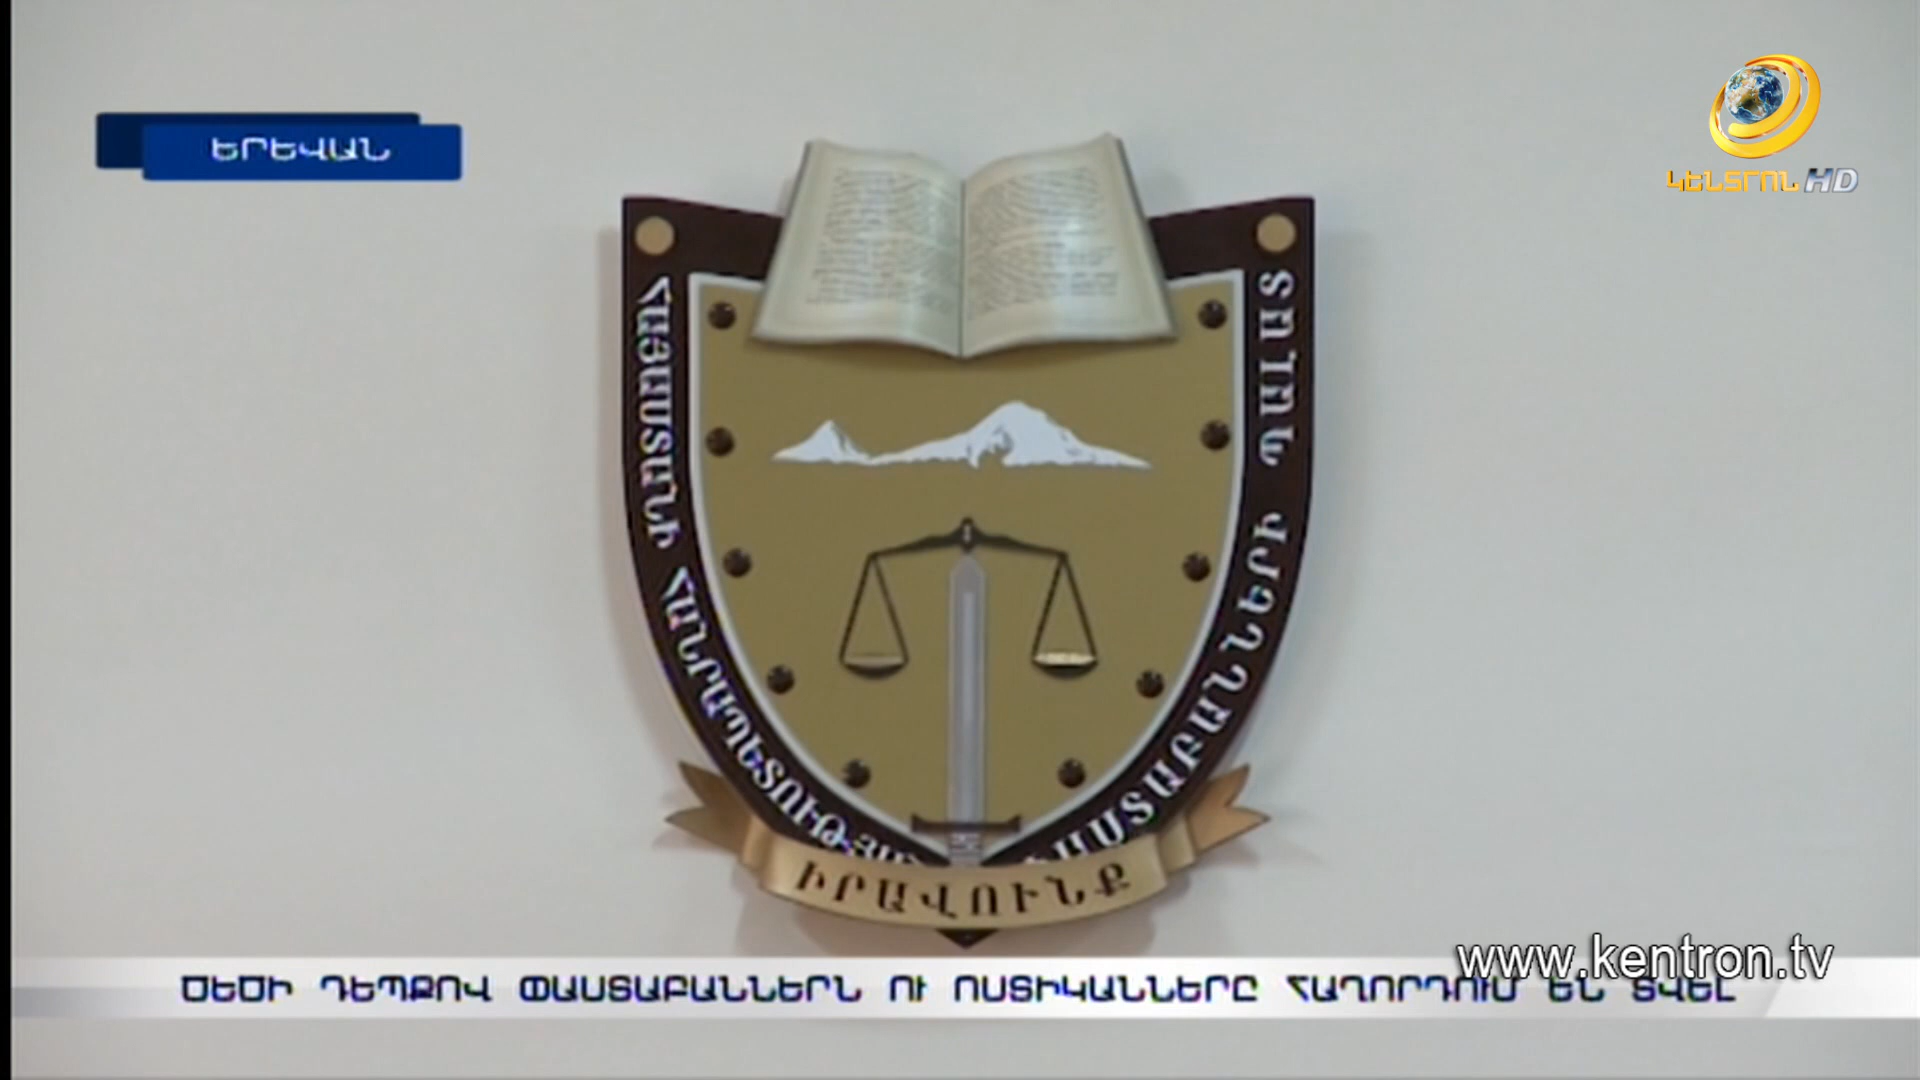 ԵՐԵՎԱՆ
ԿԵՆՏՐՈՆ HD
ՀԱՅԱՍՏԱՆԻ ՀԱՆՐԱՊԵՏՈՒԹՅԱՆ
ՓԱՍՏԱԲԱՆՆԵՐԻ ՊԱԼԱՏ
ԻՐԱՎՈՒՆՔ
www.kentron.tv
ԾԵԾԻ ԴԵՊՔՈՎ ՓԱՍՏԱԲԱՆՆԵՐՆ ՈՒ ՈՍՏԻԿԱՆՆԵՐԸ ՀԱՂՈՐԴՈՒՄ ԵՆ ՏՎԵԼ